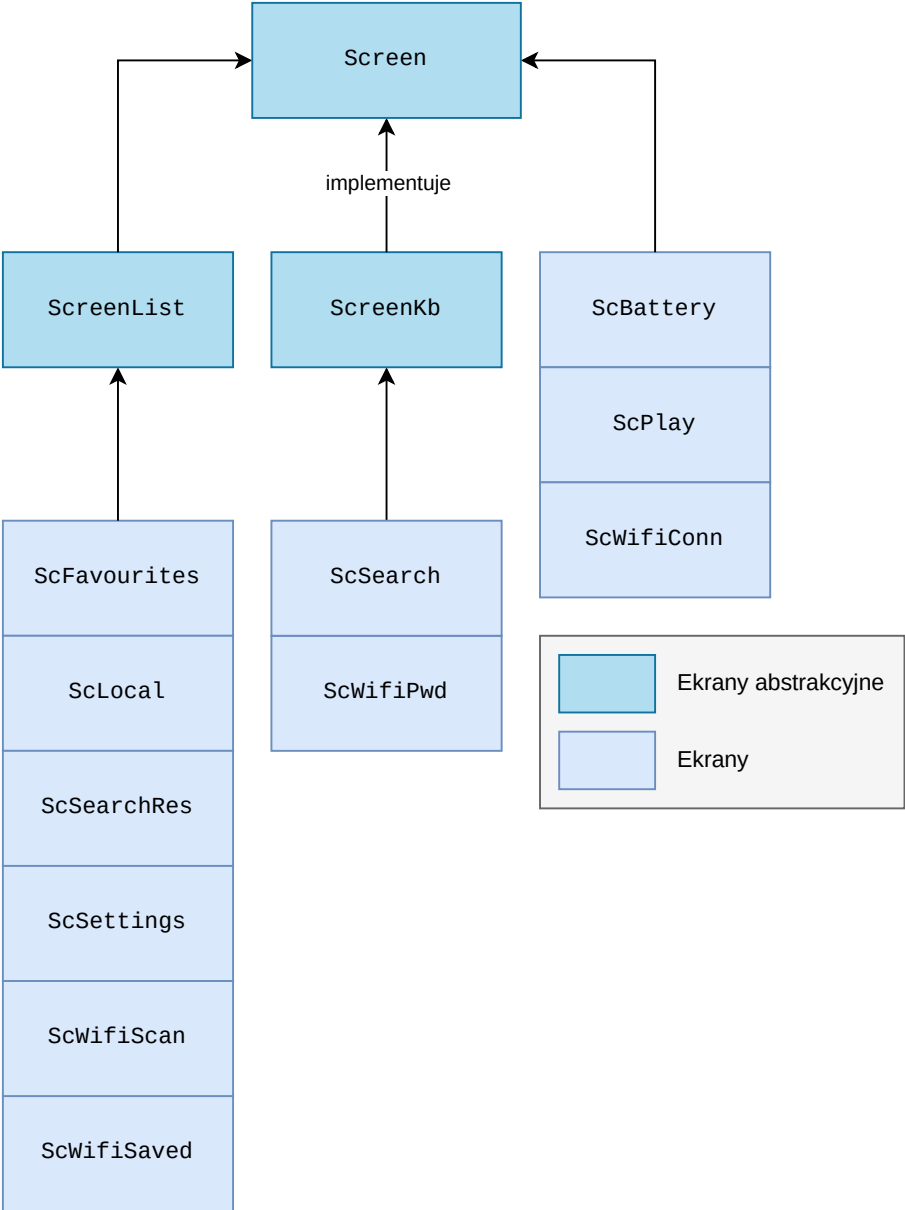 Screen
implementuje
ScreenList
ScreenKb
ScBattery
ScPlay
ScWifiConn
ScFavourites
ScLocal
ScSearchRes
ScSettings
ScWifiScan
ScWifiSaved
ScSearch
ScWifiPwd
Ekrany abstrakcyjne
Ekrany